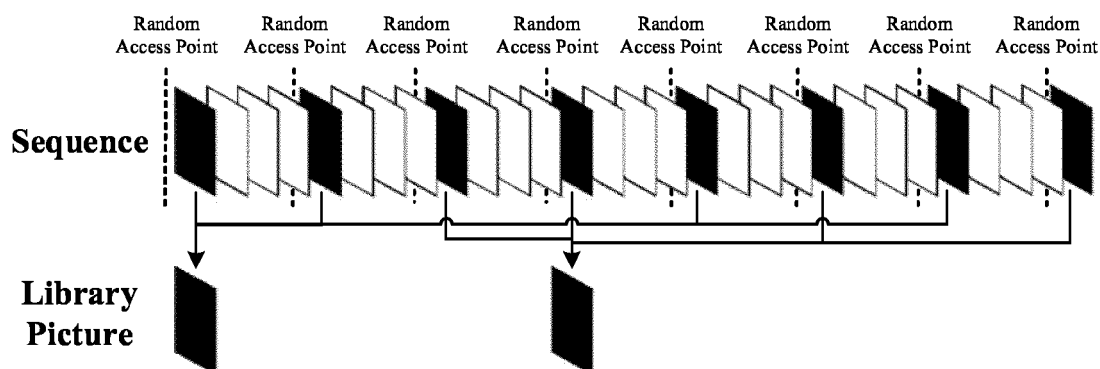 Random
Access Point
Random
Access Point
Random
Access Point
Random
Access Point
Random
Access Point
Random
Access Point
Random
Access Point
Random
Access Point
Sequence
Library
Picture